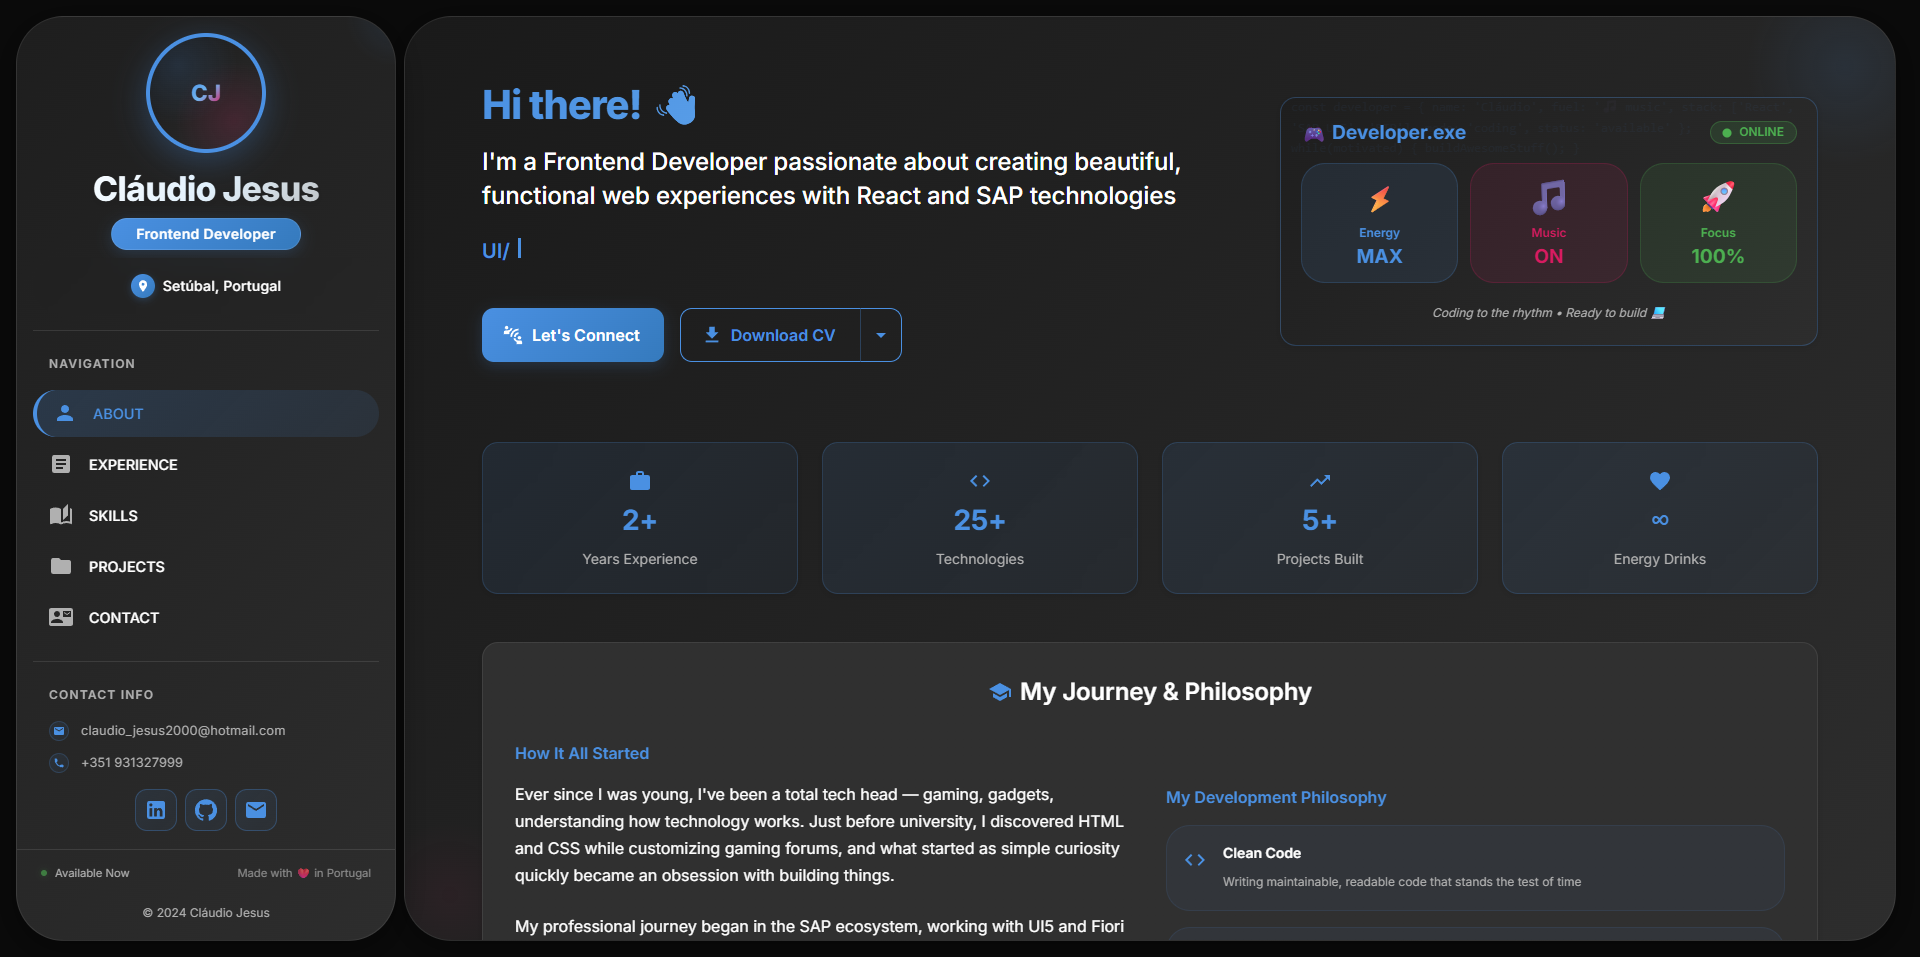 CJ
Cláudio Jesus
Frontend Developer
Setúbal, Portugal
NAVIGATION
ABOUT
EXPERIENCE
SKILLS
PROJECTS
CONTACT
CONTACT INFO
claudio_jesus2000@hotmail.com
+351 931327999
Available Now
Made with ❤️ in Portugal
© 2024 Cláudio Jesus
Hi there!
I'm a Frontend Developer passionate about creating beautiful,
functional web experiences with React and SAP technologies
UI/
Let's Connect
Download CV
🎮 Developer.exe
ONLINE
Energy
MAX
Music
ON
Focus
100%
Coding to the rhythm • Ready to build 💻
2+
Years Experience
25+
Technologies
5+
Projects Built
∞
Energy Drinks
My Journey & Philosophy
How It All Started
Ever since I was young, I've been a total tech head — gaming, gadgets,
understanding how technology works. Just before university, I discovered HTML
and CSS while customizing gaming forums, and what started as simple curiosity
quickly became an obsession with building things.
My professional journey began in the SAP ecosystem, working with UI5 and Fiori
My Development Philosophy
Clean Code
Writing maintainable, readable code that stands the test of time